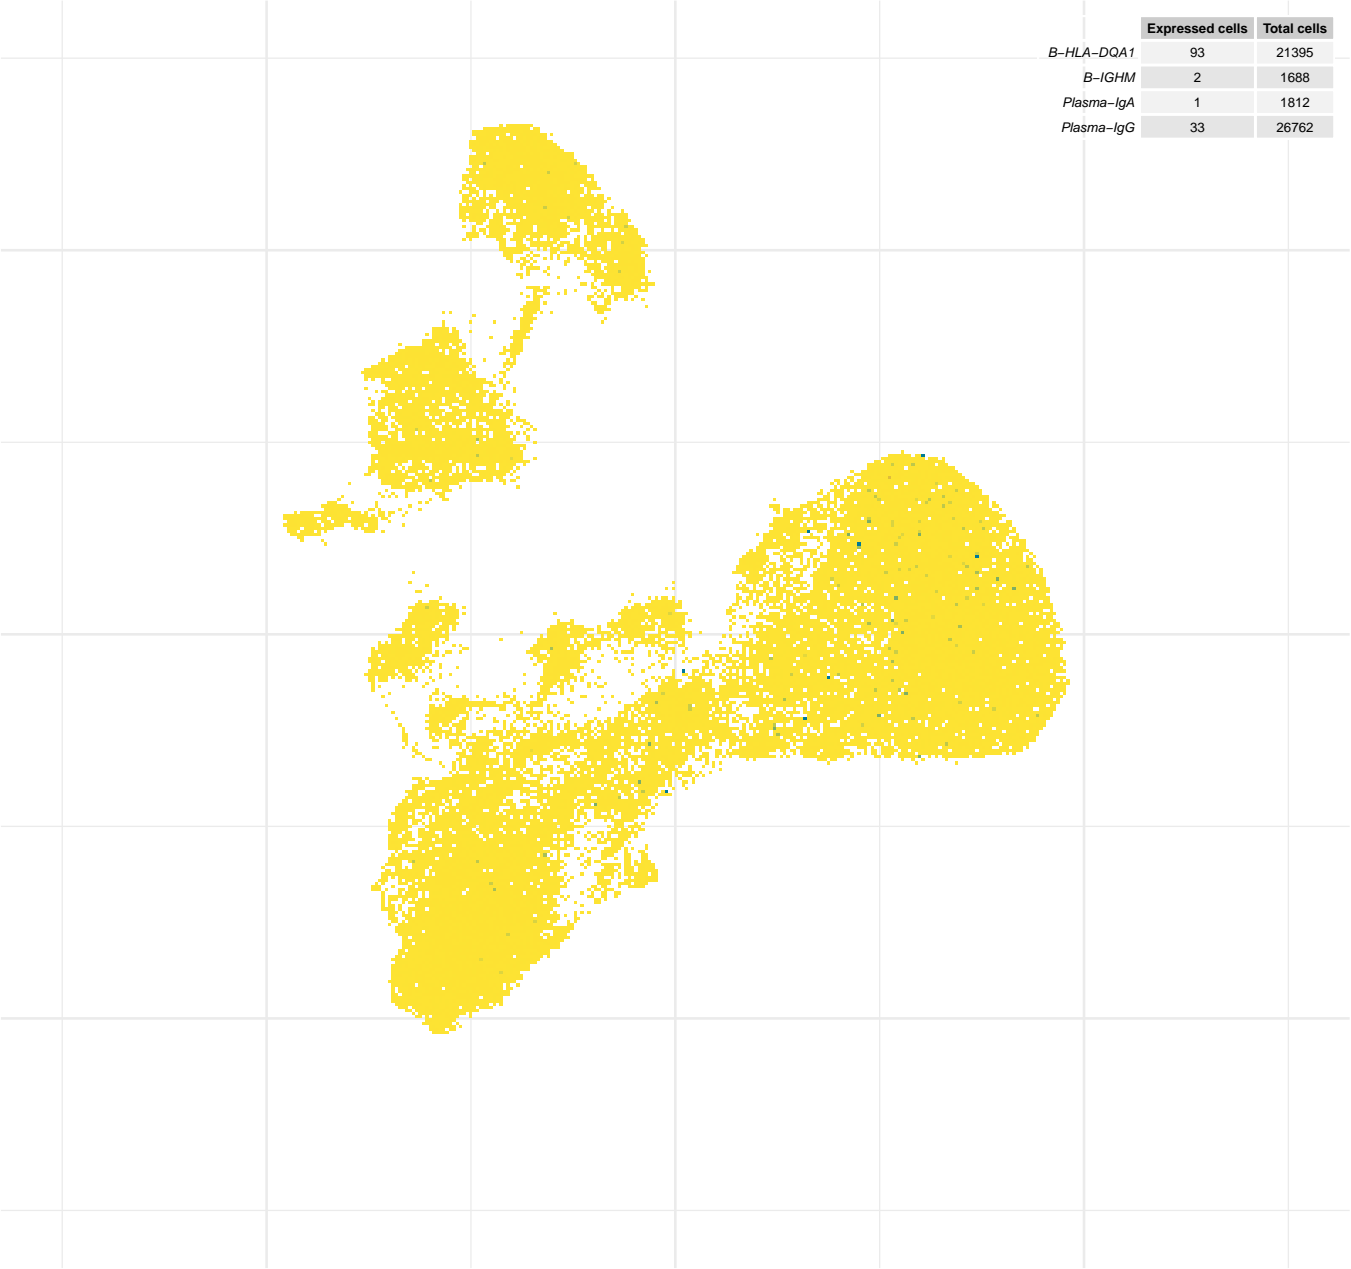 Expressed cells Total cells
B−HLA−DQA1 93 21395
B−IGHM 2 1688
Plasma−IgA 1 1812
Plasma−IgG 33 26762